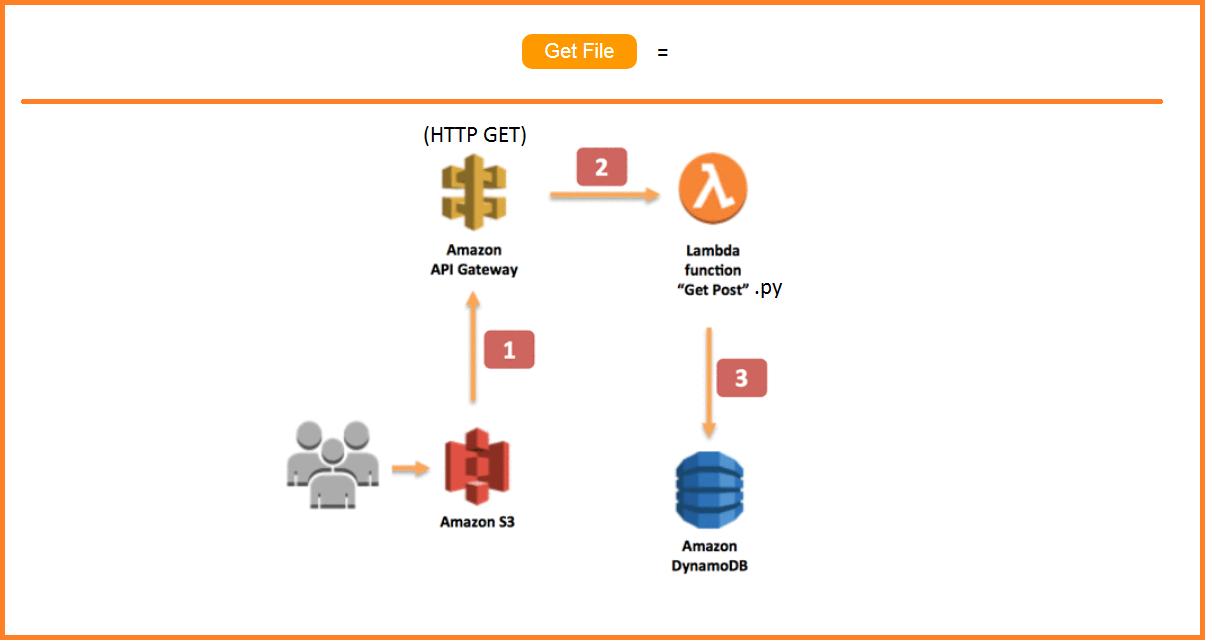 Get File =
(HTTP GET)
2
Amazon
API Gateway
Lambda
function
“Get Post” .py
1
3
Amazon S3
Amazon
DynamoDB